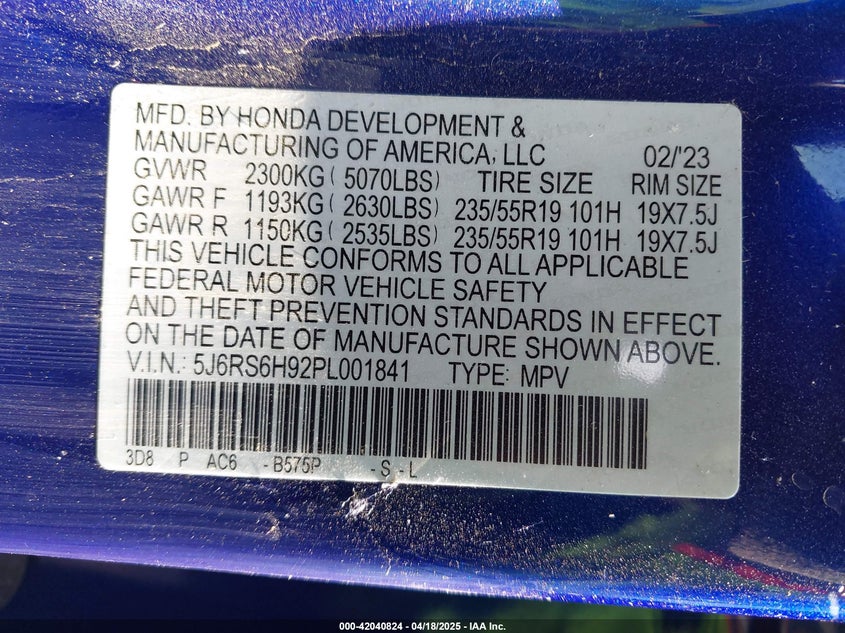 MFD. BY HONDA DEVELOPMENT &
MANUFACTURING OF AMERICA, LLC 02/'23
GVWR 2300KG ( 5070LBS) TIRE SIZE RIM SIZE
GAWR F 1193KG ( 2630LBS) 235/55R19 101H 19X7.5J
GAWR R 1150KG ( 2535LBS) 235/55R19 101H 19X7.5J
THIS VEHICLE CONFORMS TO ALL APPLICABLE
FEDERAL MOTOR VEHICLE SAFETY
AND THEFT PREVENTION STANDARDS IN EFFECT
ON THE DATE OF MANUFACTURE SHOWN ABOVE.
V.I.N.: 5J6RS6H92PL001841 TYPE: MPV
3D8 P AC6 -B575P -S-L
000-42040824 - 04/18/2025 - IAA Inc.